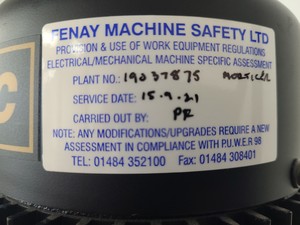 FENAY MACHINE SAFETY LTD
PROVISION & USE OF WORK EQUIPMENT REGULATIONS
ELECTRICAL/MECHANICAL MACHINE SPECIFIC ASSESSMENT
PLANT NO.: 19037875
SERVICE DATE: 15.9.21
CARRIED OUT BY: PR
NOTE: ANY MODIFICATIONS/UPGRADES REQUIRE A NEW
ASSESSMENT IN COMPLIANCE WITH P.U.W.E.R 98
TEL: 01484 352100 Fax: 01484 308401
C